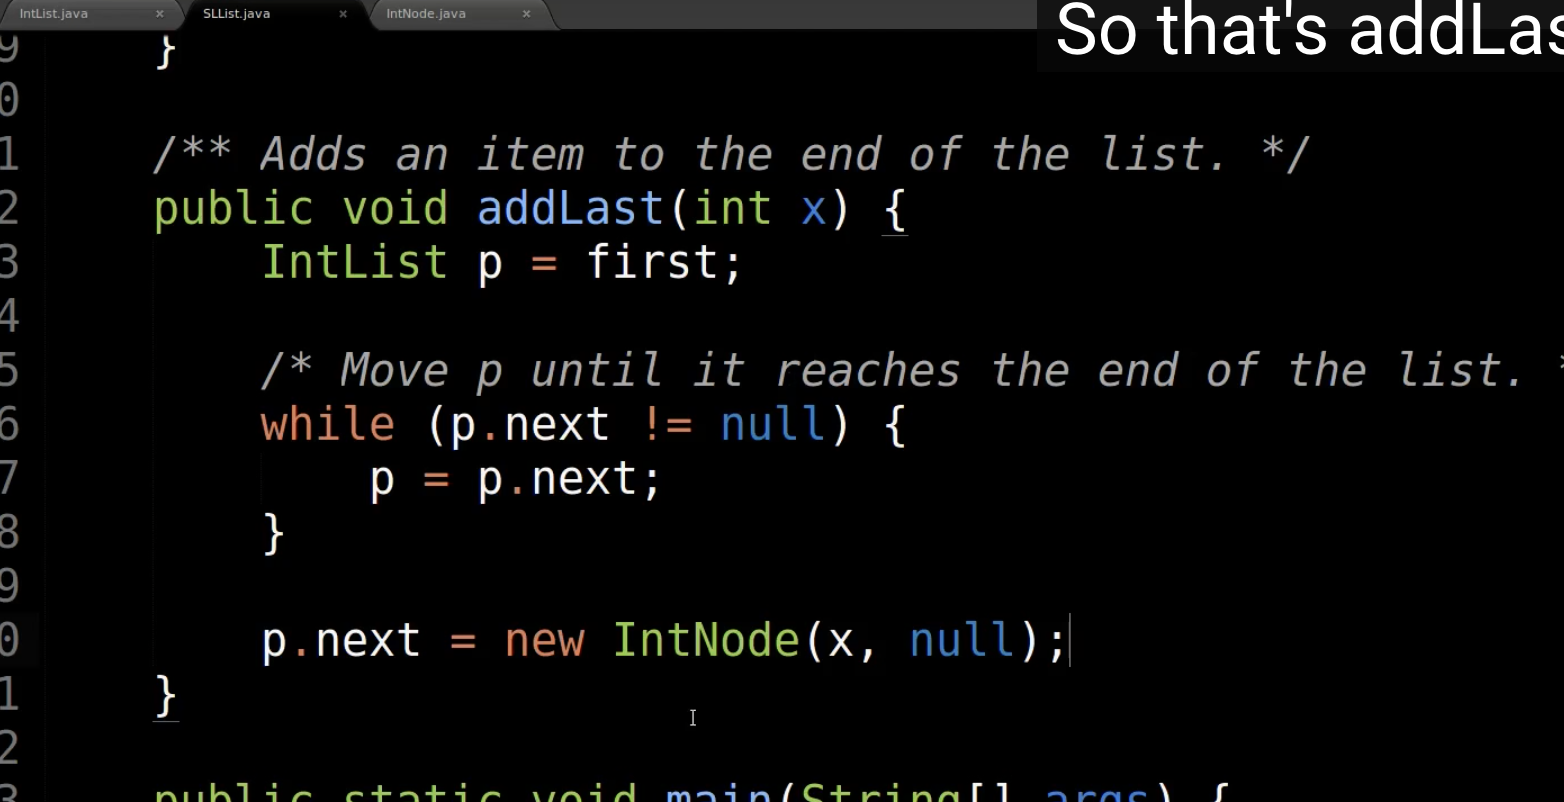 IntList.java × SLList.java × IntNode.java ×
So that's addLas
9 }
0
1 /** Adds an item to the end of the list. */
2 public void addLast(int x) {
3 IntList p = first;
4
5 /* Move p until it reaches the end of the list. *
6 while (p.next != null) {
7 p = p.next;
8 }
9
0 p.next = new IntNode(x, null);
1 }
2
3 public static void main(String[] args) {